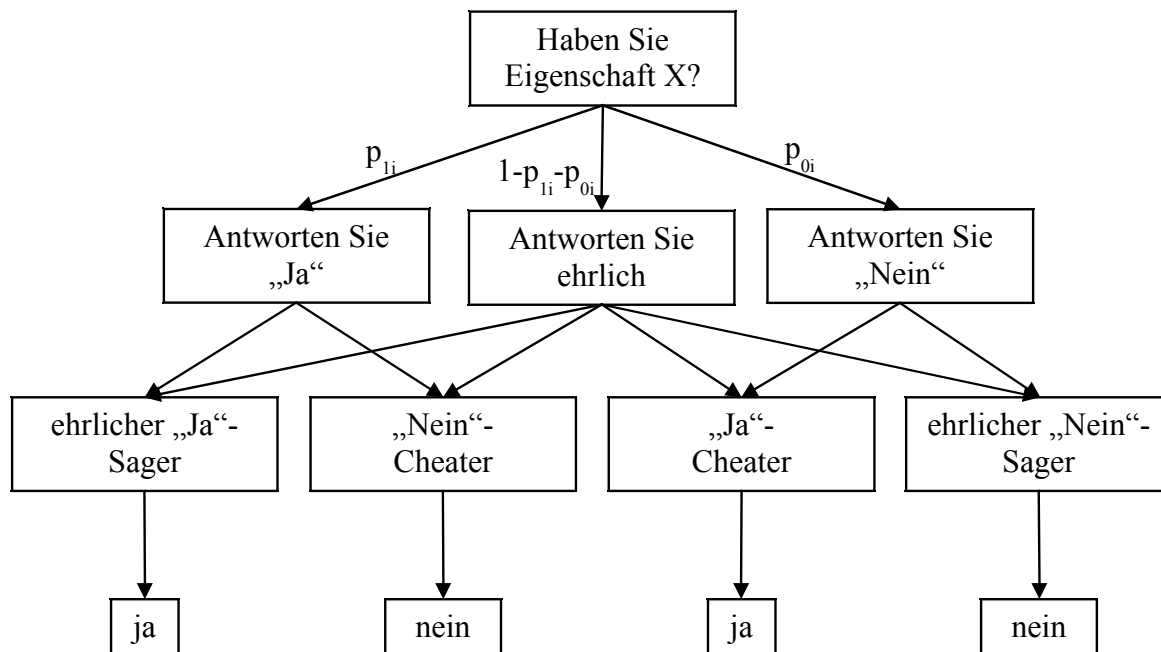 Haben Sie
Eigenschaft X?
p1i
1-p1i-p0i
p0i
Antworten Sie
„Ja“
Antworten Sie
ehrlich
Antworten Sie
„Nein“
ehrlicher „Ja“-
Sager
„Nein“-
Cheater
„Ja“-
Cheater
ehrlicher „Nein“-
Sager
ja
nein
ja
nein